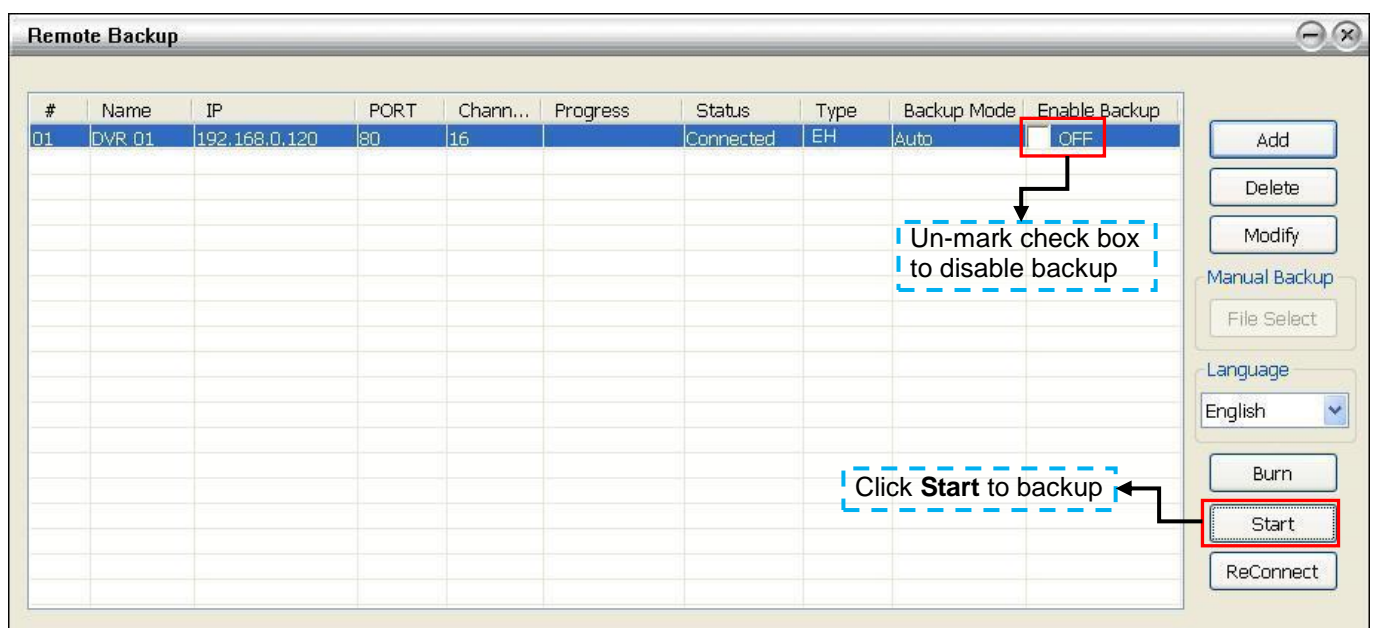 Remote Backup
# Name IP PORT Chann... Progress Status Type Backup Mode Enable Backup
01 DVR 01 192.168.0.120 80 16 Connected EH Auto OFF
Add
Delete
Un-mark check box
to disable backup
Modify
Manual Backup
File Select
Language
English
Burn
Click Start to backup
Start
ReConnect